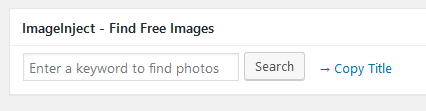 ImageInject - Find Free Images
Enter a keyword to find photos Search → Copy Title